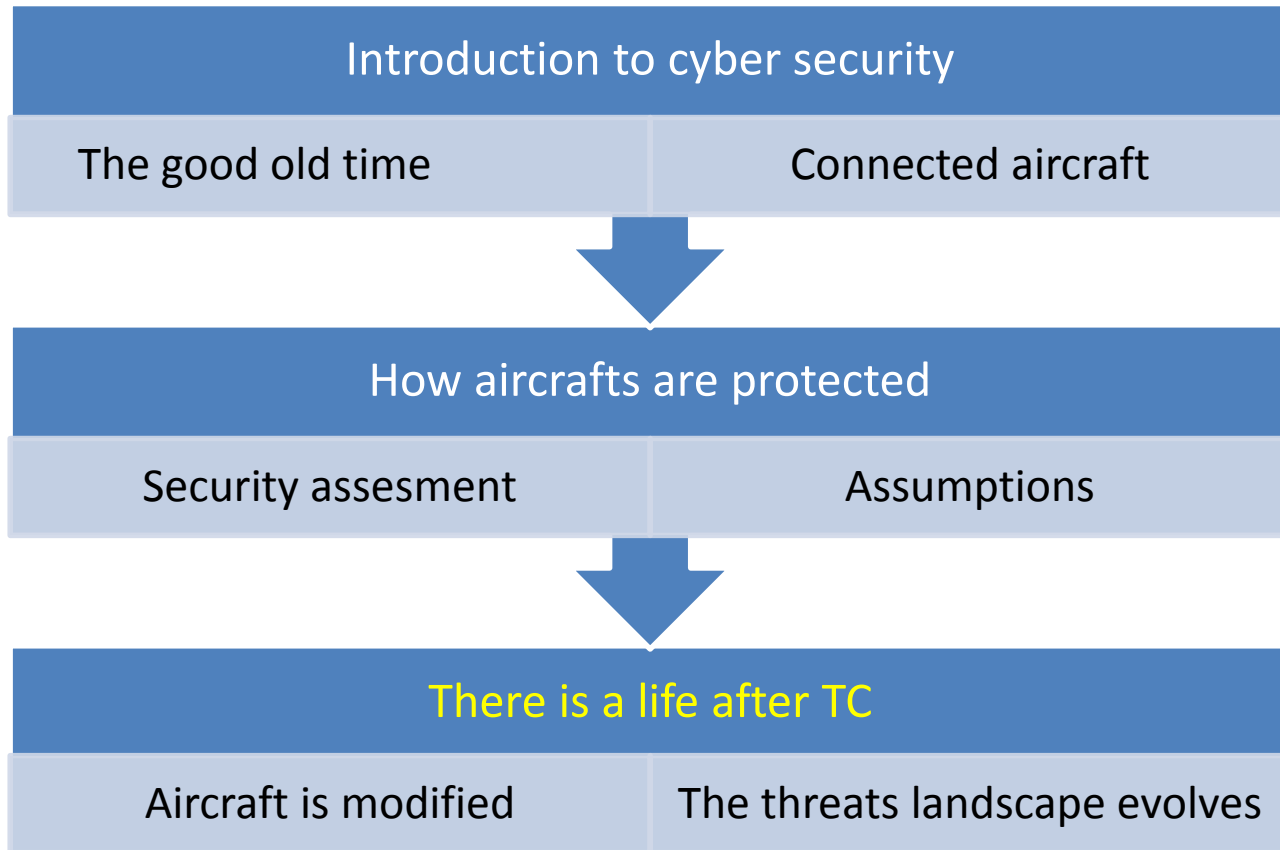 Introduction to cyber security
The good old time
Connected aircraft
How aircrafts are protected
Security assesment
Assumptions
There is a life after TC
Aircraft is modified
The threats landscape evolves